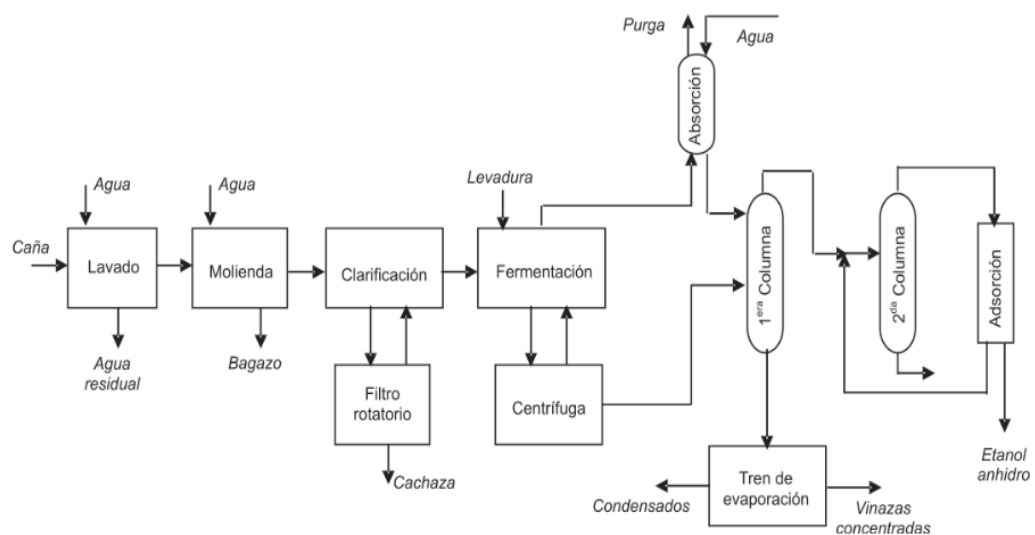 Purga
Agua
Absorción
Levadura
Agua
Agua
Caña
Lavado
Molienda
Clarificación
Fermentación
1era Columna
2da Columna
Adsorción
Agua
residual
Bagazo
Filtro
rotatorio
Centrífuga
Cachaza
Etanol
anhidro
Condensados
Tren de
evaporación
Vinazas
concentradas